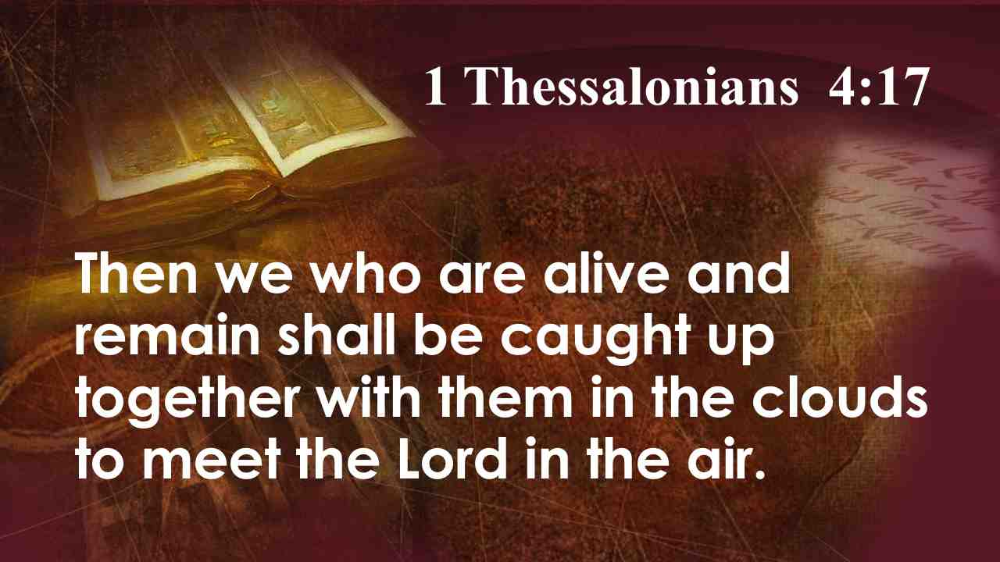 1 Thessalonians 4:17
Then we who are alive and
remain shall be caught up
together with them in the clouds
to meet the Lord in the air.